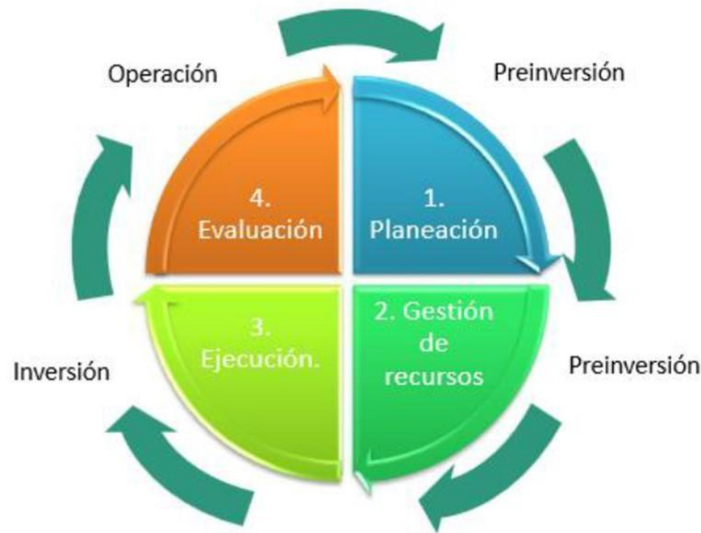 Operación
Preinversión
4.
Evaluación
1.
Planeación
3.
Ejecución.
2. Gestión
de
recursos
Inversión
Preinversión